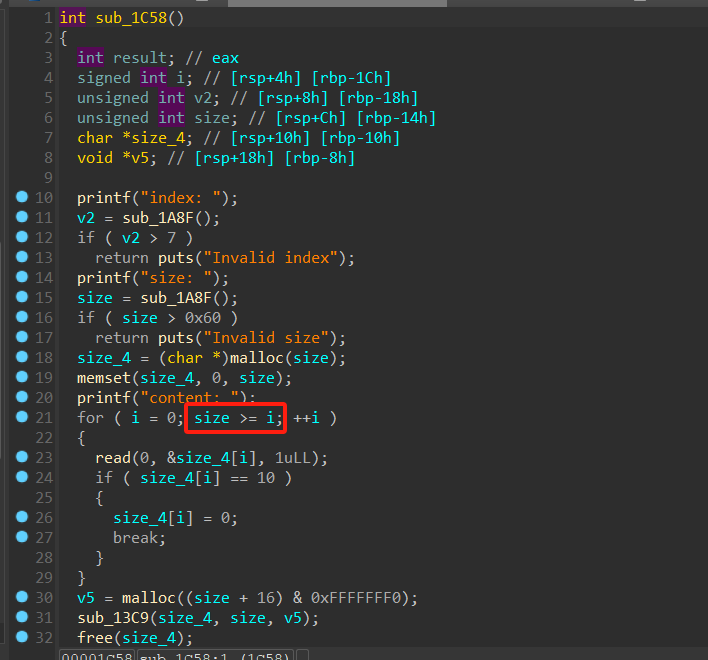 1 int sub_1C58()
2 {
3 int result; // eax
4 signed int i; // [rsp+4h] [rbp-1Ch]
5 unsigned int v2; // [rsp+8h] [rbp-18h]
6 unsigned int size; // [rsp+Ch] [rbp-14h]
7 char *size_4; // [rsp+10h] [rbp-10h]
8 void *v5; // [rsp+18h] [rbp-8h]
9
10 printf("index: ");
11 v2 = sub_1A8F();
12 if ( v2 > 7 )
13 return puts("Invalid index");
14 printf("size: ");
15 size = sub_1A8F();
16 if ( size > 0x60 )
17 return puts("Invalid size");
18 size_4 = (char *)malloc(size);
19 memset(size_4, 0, size);
20 printf("content: ");
21 for ( i = 0; size >= i; ++i )
22 {
23 read(0, &size_4[i], 1uLL);
24 if ( size_4[i] == 10 )
25 {
26 size_4[i] = 0;
27 break;
28 }
29 }
30 v5 = malloc((size + 16) & 0xFFFFFFF0);
31 sub_13C9(size_4, size, v5);
32 free(size_4);
00001C58 sub_1C58:1 (1C58)